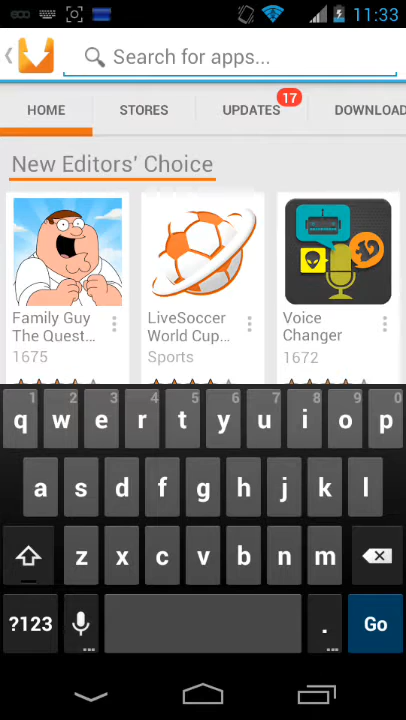 11:33
Search for apps...
HOME STORES UPDATES 17 DOWNLOAD
New Editors' Choice
Family Guy The Quest...
1675
LiveSoccer World Cup...
Sports
Voice Changer
1672
1 2 3 4 5 6 7 8 9 0
q w e r t y u i o p
a s d f g h j k l
z x c v b n m
?123 ... . ... Go